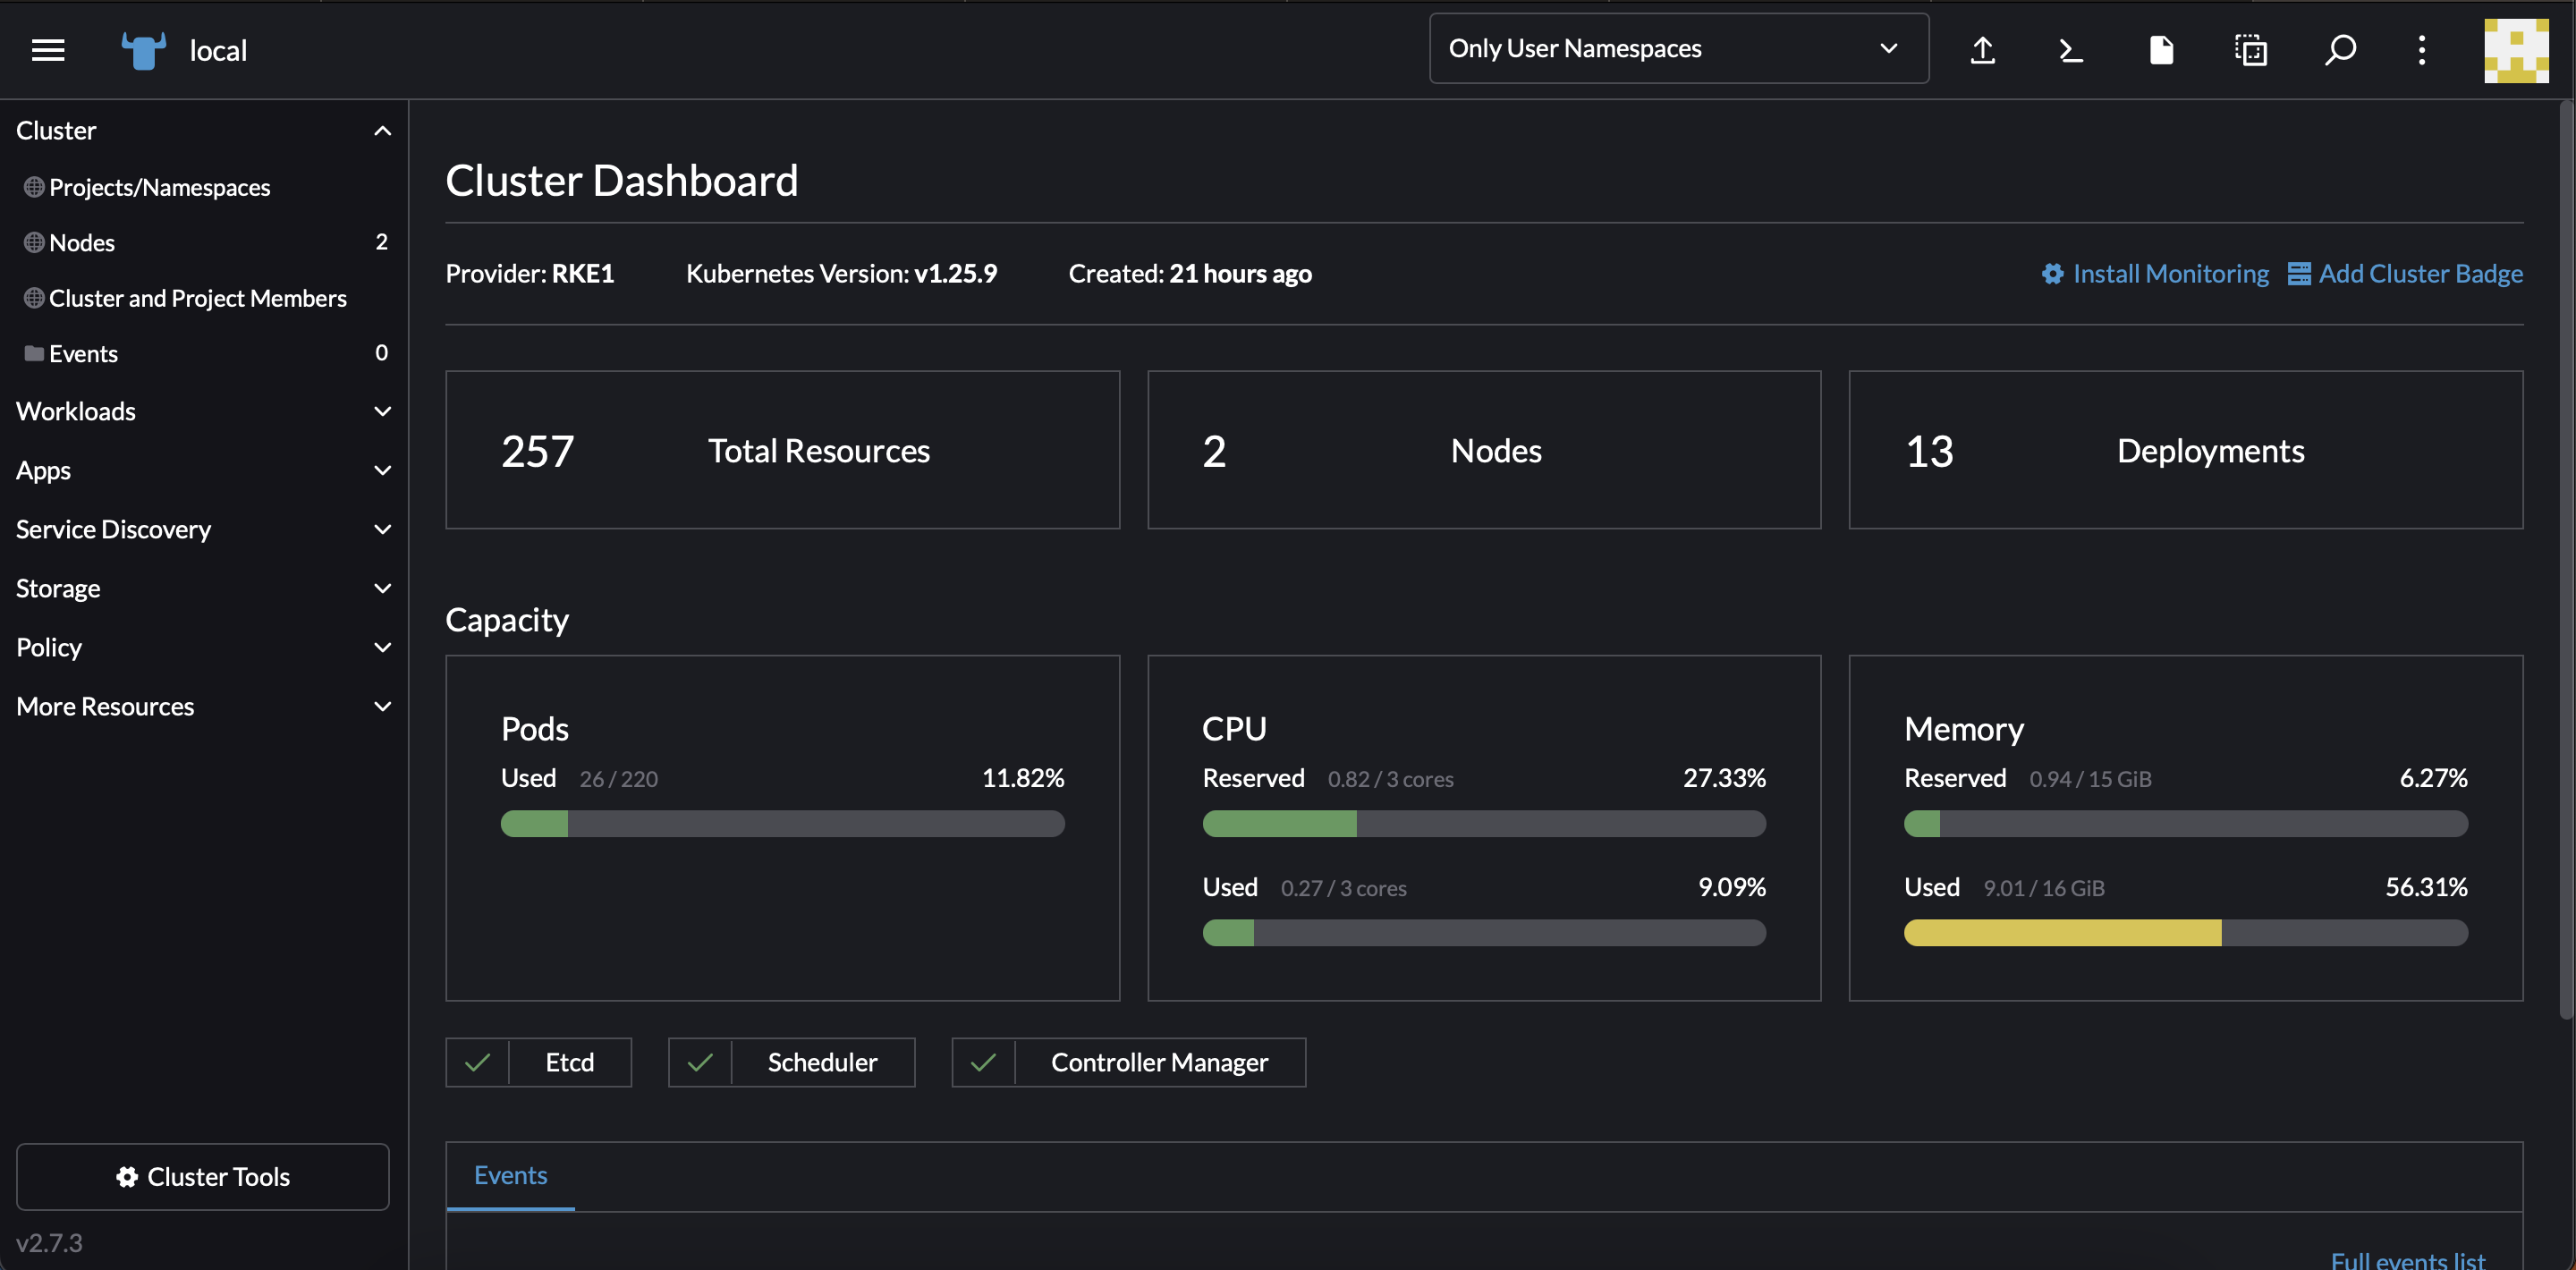 local
Only User Namespaces
Cluster
Projects/Namespaces
Nodes 2
Cluster and Project Members
Events 0
Workloads
Apps
Service Discovery
Storage
Policy
More Resources
Cluster Tools
v2.7.3
Cluster Dashboard
Provider: RKE1 Kubernetes Version: v1.25.9 Created: 21 hours ago Install Monitoring Add Cluster Badge
257 Total Resources 2 Nodes 13 Deployments
Capacity
Pods
Used 26 / 220 11.82%
CPU
Reserved 0.82 / 3 cores 27.33%
Used 0.27 / 3 cores 9.09%
Memory
Reserved 0.94 / 15 GiB 6.27%
Used 9.01 / 16 GiB 56.31%
Etcd Scheduler Controller Manager
Events
Full events list